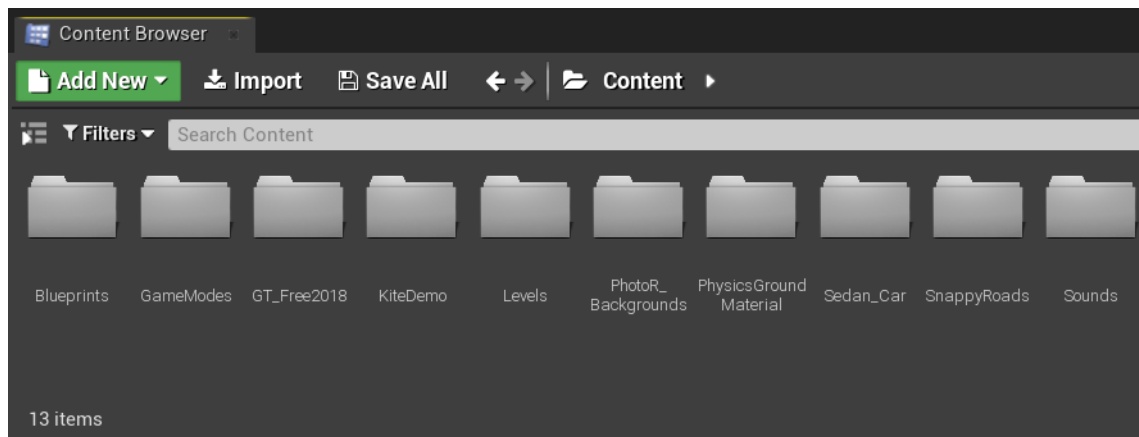 Content Browser
Add New Import Save All Content
Filters Search Content
Blueprints GameModes GT_Free2018 KiteDemo Levels PhotoR_
Backgrounds PhysicsGround
Material Sedan_Car SnappyRoads Sounds
13 items